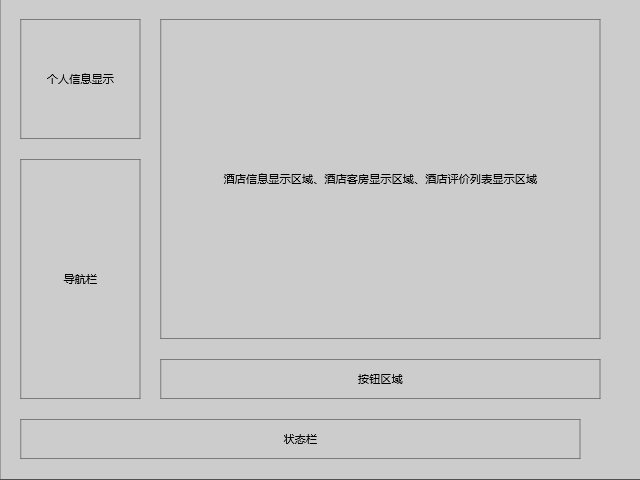 个人信息显示
酒店信息显示区域、酒店客房显示区域、酒店评价列表显示区域
导航栏
按钮区域
状态栏